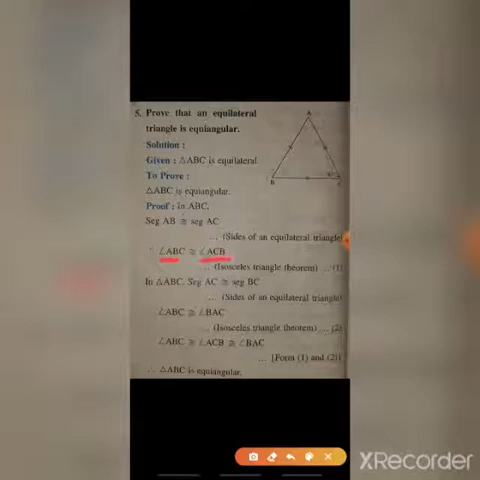 5. Prove that an equilateral
triangle is equiangular.
Solution :
Given : △ABC is equilateral
To Prove :
△ABC is equiangular.
Proof : In ABC,
Seg AB ≅ seg AC
... (Sides of an equilateral triangle)
∴ ∠ABC ≅ ∠ACB
... (Isosceles triangle theorem) ...(1)
In △ABC, Seg AC ≅ seg BC
... (Sides of an equilateral triangle)
∠ABC ≅ ∠BAC
... (Isosceles triangle theorem) ... (2)
∠ABC ≅ ∠ACB ≅ ∠BAC
... [Form (1) and (2)]
∴ △ABC is equiangular.
A
B
XRecorder